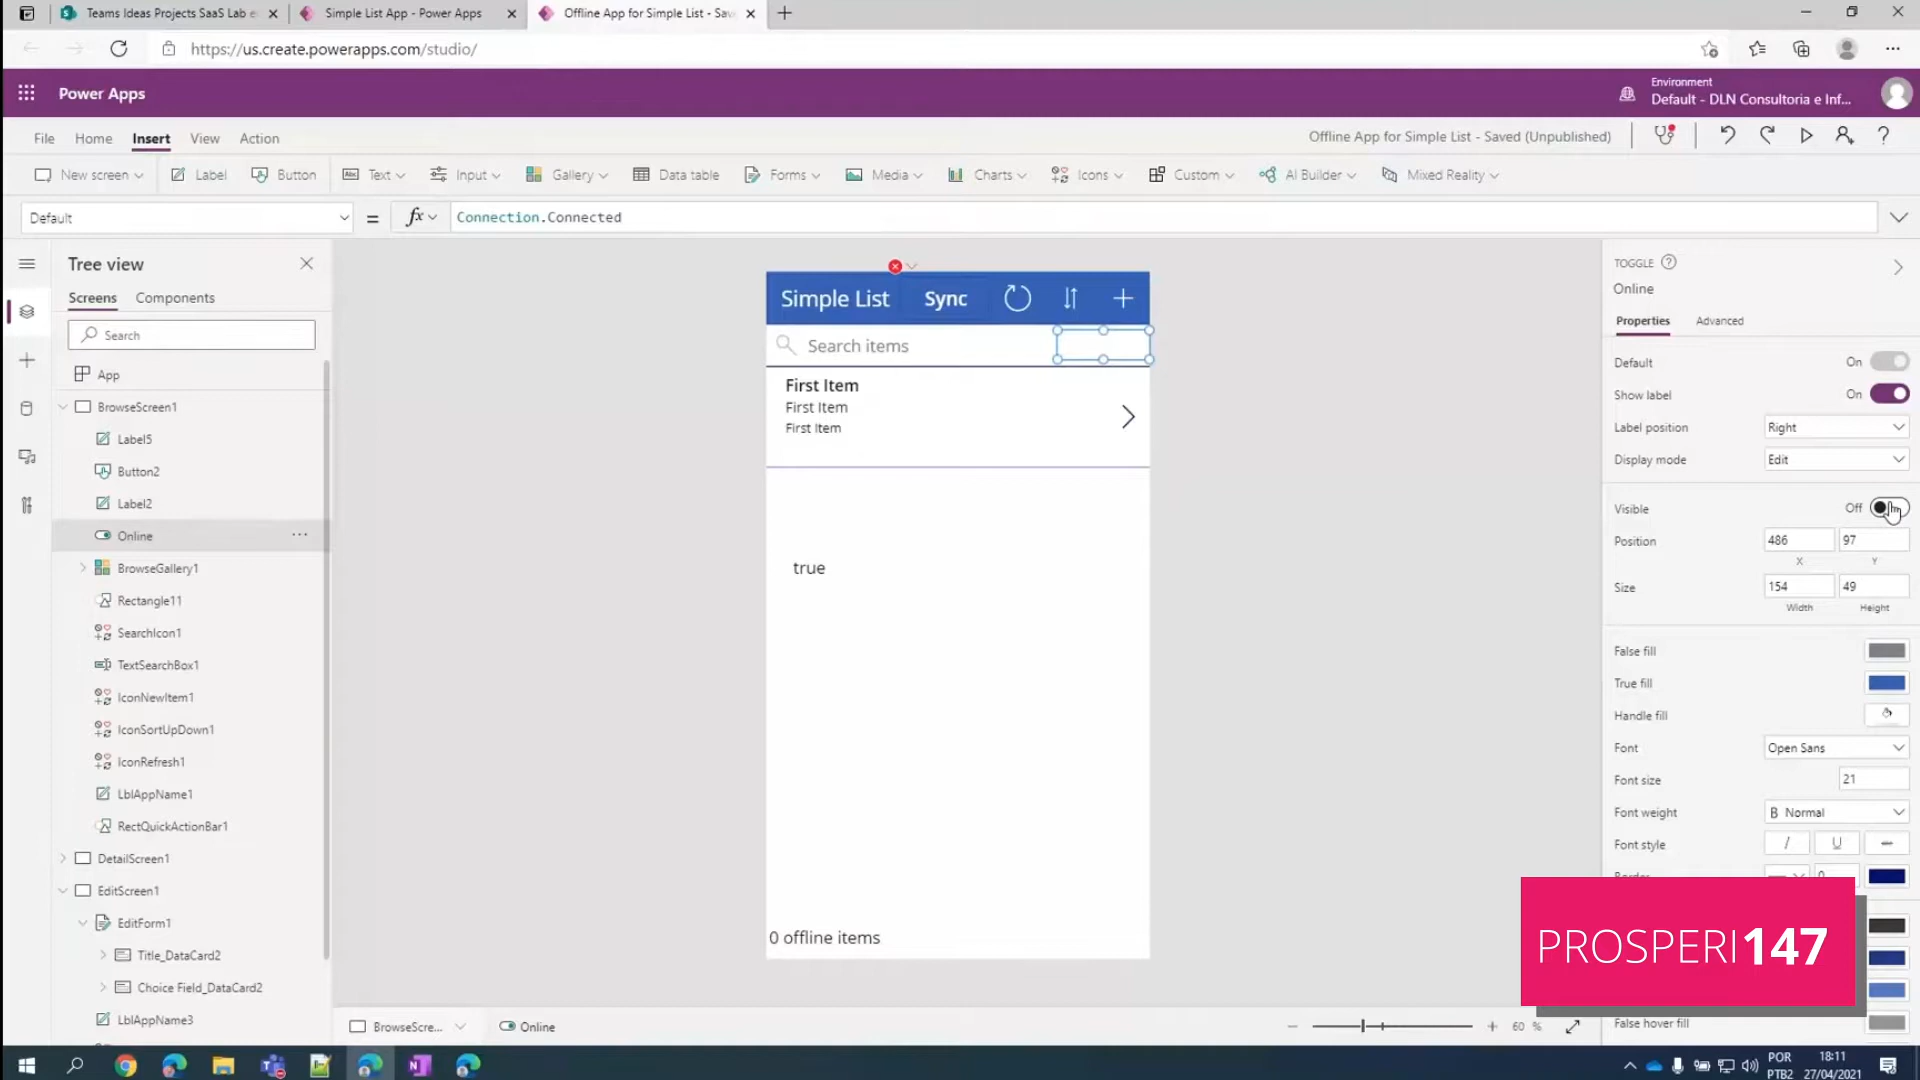 Teams Ideas Projects SaaS Lab e
Simple List App - Power Apps
Offline App for Simple List - Sav
https://us.create.powerapps.com/studio/
Power Apps
Environment
Default - DLN Consultoria e Inf...
File Home Insert View Action
Offline App for Simple List - Saved (Unpublished)
New screen Label Button Text Input Gallery Data table Forms Media Charts Icons Custom AI Builder Mixed Reality
Default = fx Connection.Connected
Tree view
Screens Components
Search
App
BrowseScreen1
Label5
Button2
Label2
Online ...
BrowseGallery1
Rectangle11
SearchIcon1
TextSearchBox1
IconNewItem1
IconSortUpDown1
IconRefresh1
LblAppName1
RectQuickActionBar1
DetailScreen1
EditScreen1
EditForm1
Title_DataCard2
Choice Field_DataCard2
LblAppName3
Simple List Sync
Search items
First Item
First Item
First Item
true
0 offline items
BrowseScre... Online
60 %
TOGGLE
Online
Properties Advanced
Default On
Show label On
Label position Right
Display mode Edit
Visible Off
Position 486 97
X Y
Size 154 49
Width Height
False fill
True fill
Handle fill
Font Open Sans
Font size 21
Font weight B Normal
Font style / U
False hover fill
PROSPERI147
POR
PTB2
18:11
27/04/2021